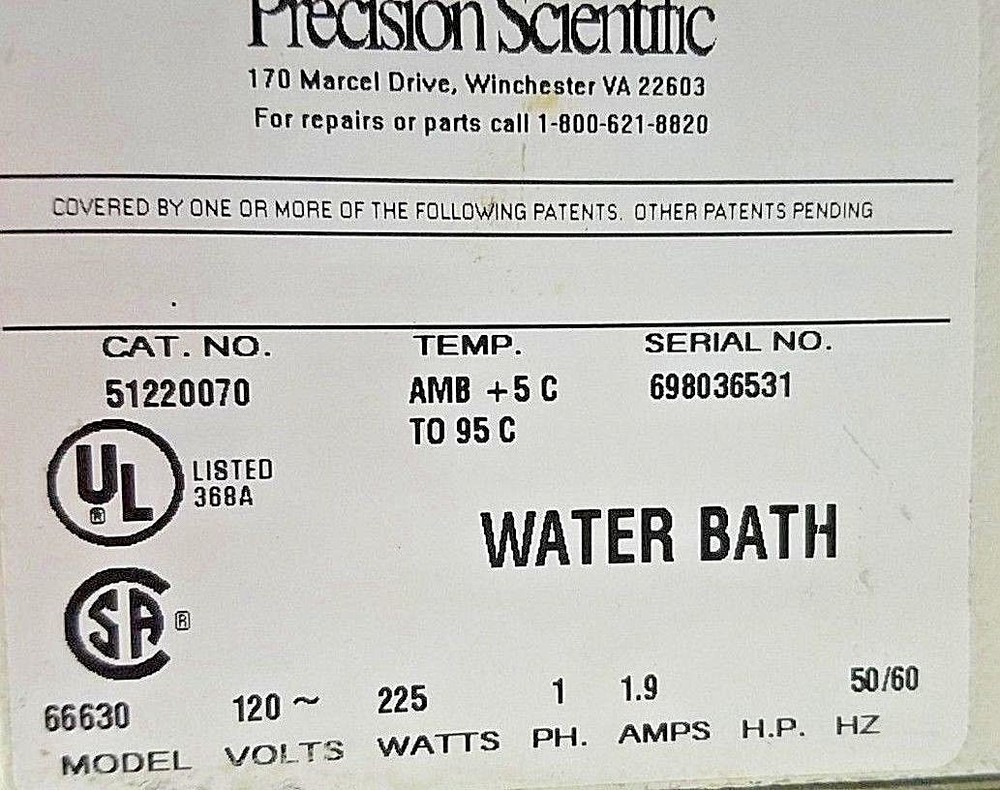 Precision Scientific
170 Marcel Drive, Winchester VA 22603
For repairs or parts call 1-800-621-8820
COVERED BY ONE OR MORE OF THE FOLLOWING PATENTS. OTHER PATENTS PENDING
CAT. NO. TEMP. SERIAL NO.
51220070 AMB +5 C 698036531
TO 95 C
UL ® LISTED
368A
WATER BATH
CSA ®
66630 120 ~ 225 1 1.9 50/60
MODEL VOLTS WATTS PH. AMPS H.P. HZ